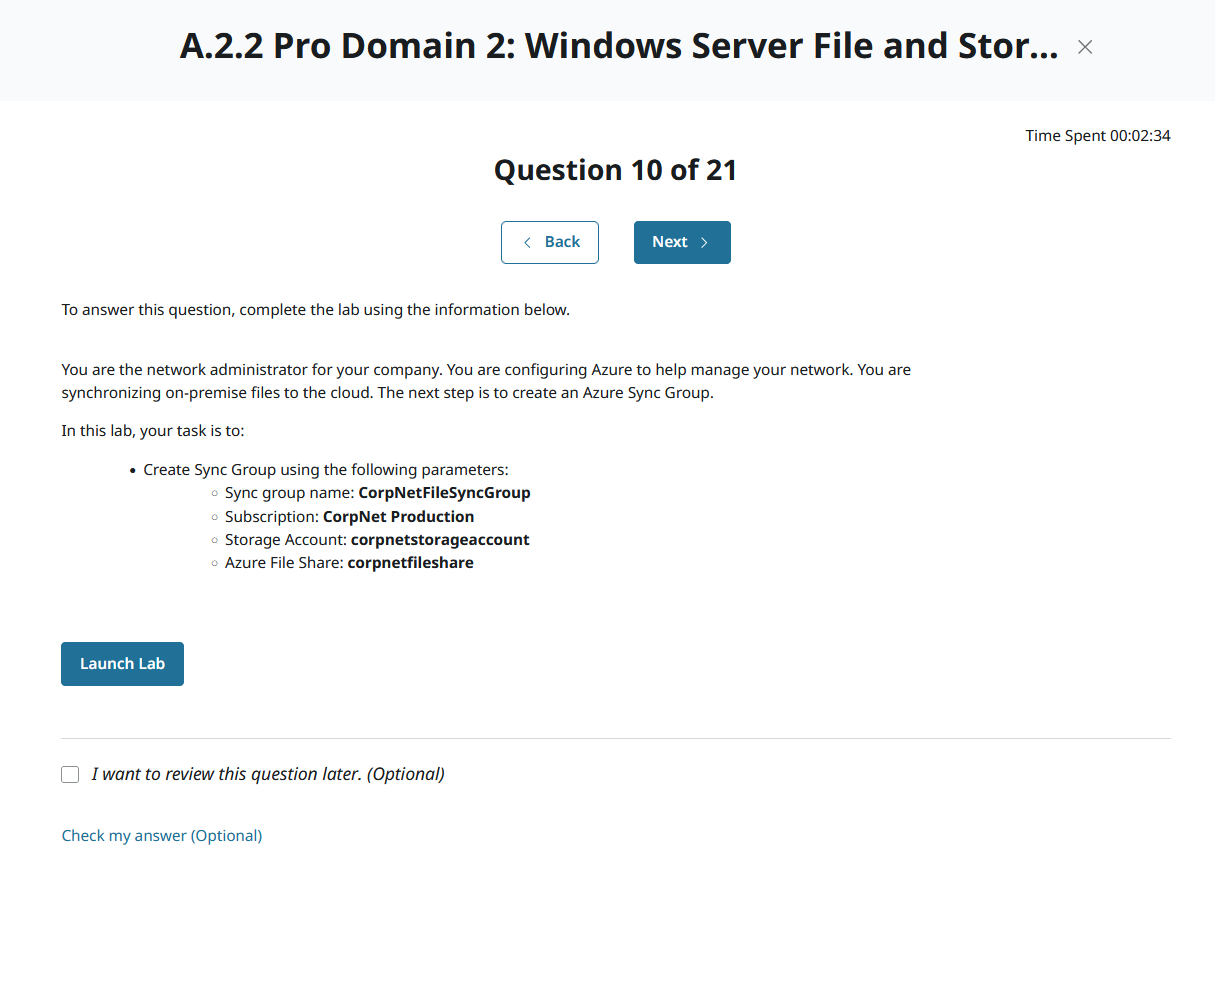 A.2.2 Pro Domain 2: Windows Server File and Stor...
Time Spent 00:02:34
Question 10 of 21
Back
Next
To answer this question, complete the lab using the information below.
You are the network administrator for your company. You are configuring Azure to help manage your network. You are
synchronizing on-premise files to the cloud. The next step is to create an Azure Sync Group.
In this lab, your task is to:
• Create Sync Group using the following parameters:
○ Sync group name: CorpNetFileSyncGroup
○ Subscription: CorpNet Production
○ Storage Account: corpnetstorageaccount
○ Azure File Share: corpnetfileshare
Launch Lab
I want to review this question later. (Optional)
Check my answer (Optional)